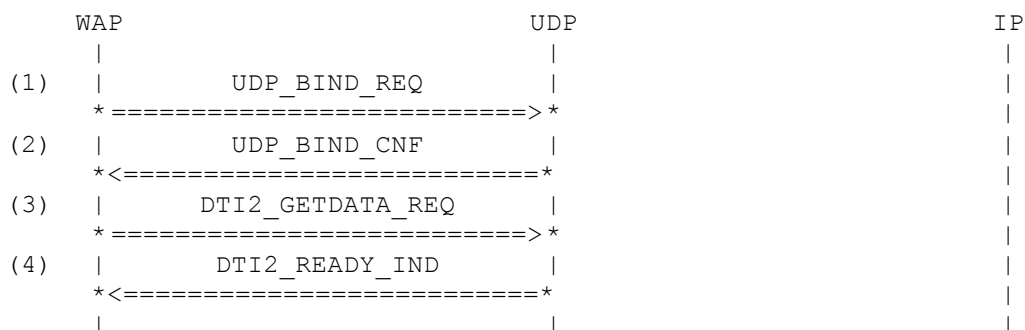 WAP UDP IP
| | |
(1) | UDP_BIND_REQ | |
*==========================>* |
(2) | UDP_BIND_CNF | |
*<==========================* |
(3) | DTI2_GETDATA_REQ | |
*==========================>* |
(4) | DTI2_READY_IND | |
*<==========================* |
| | |